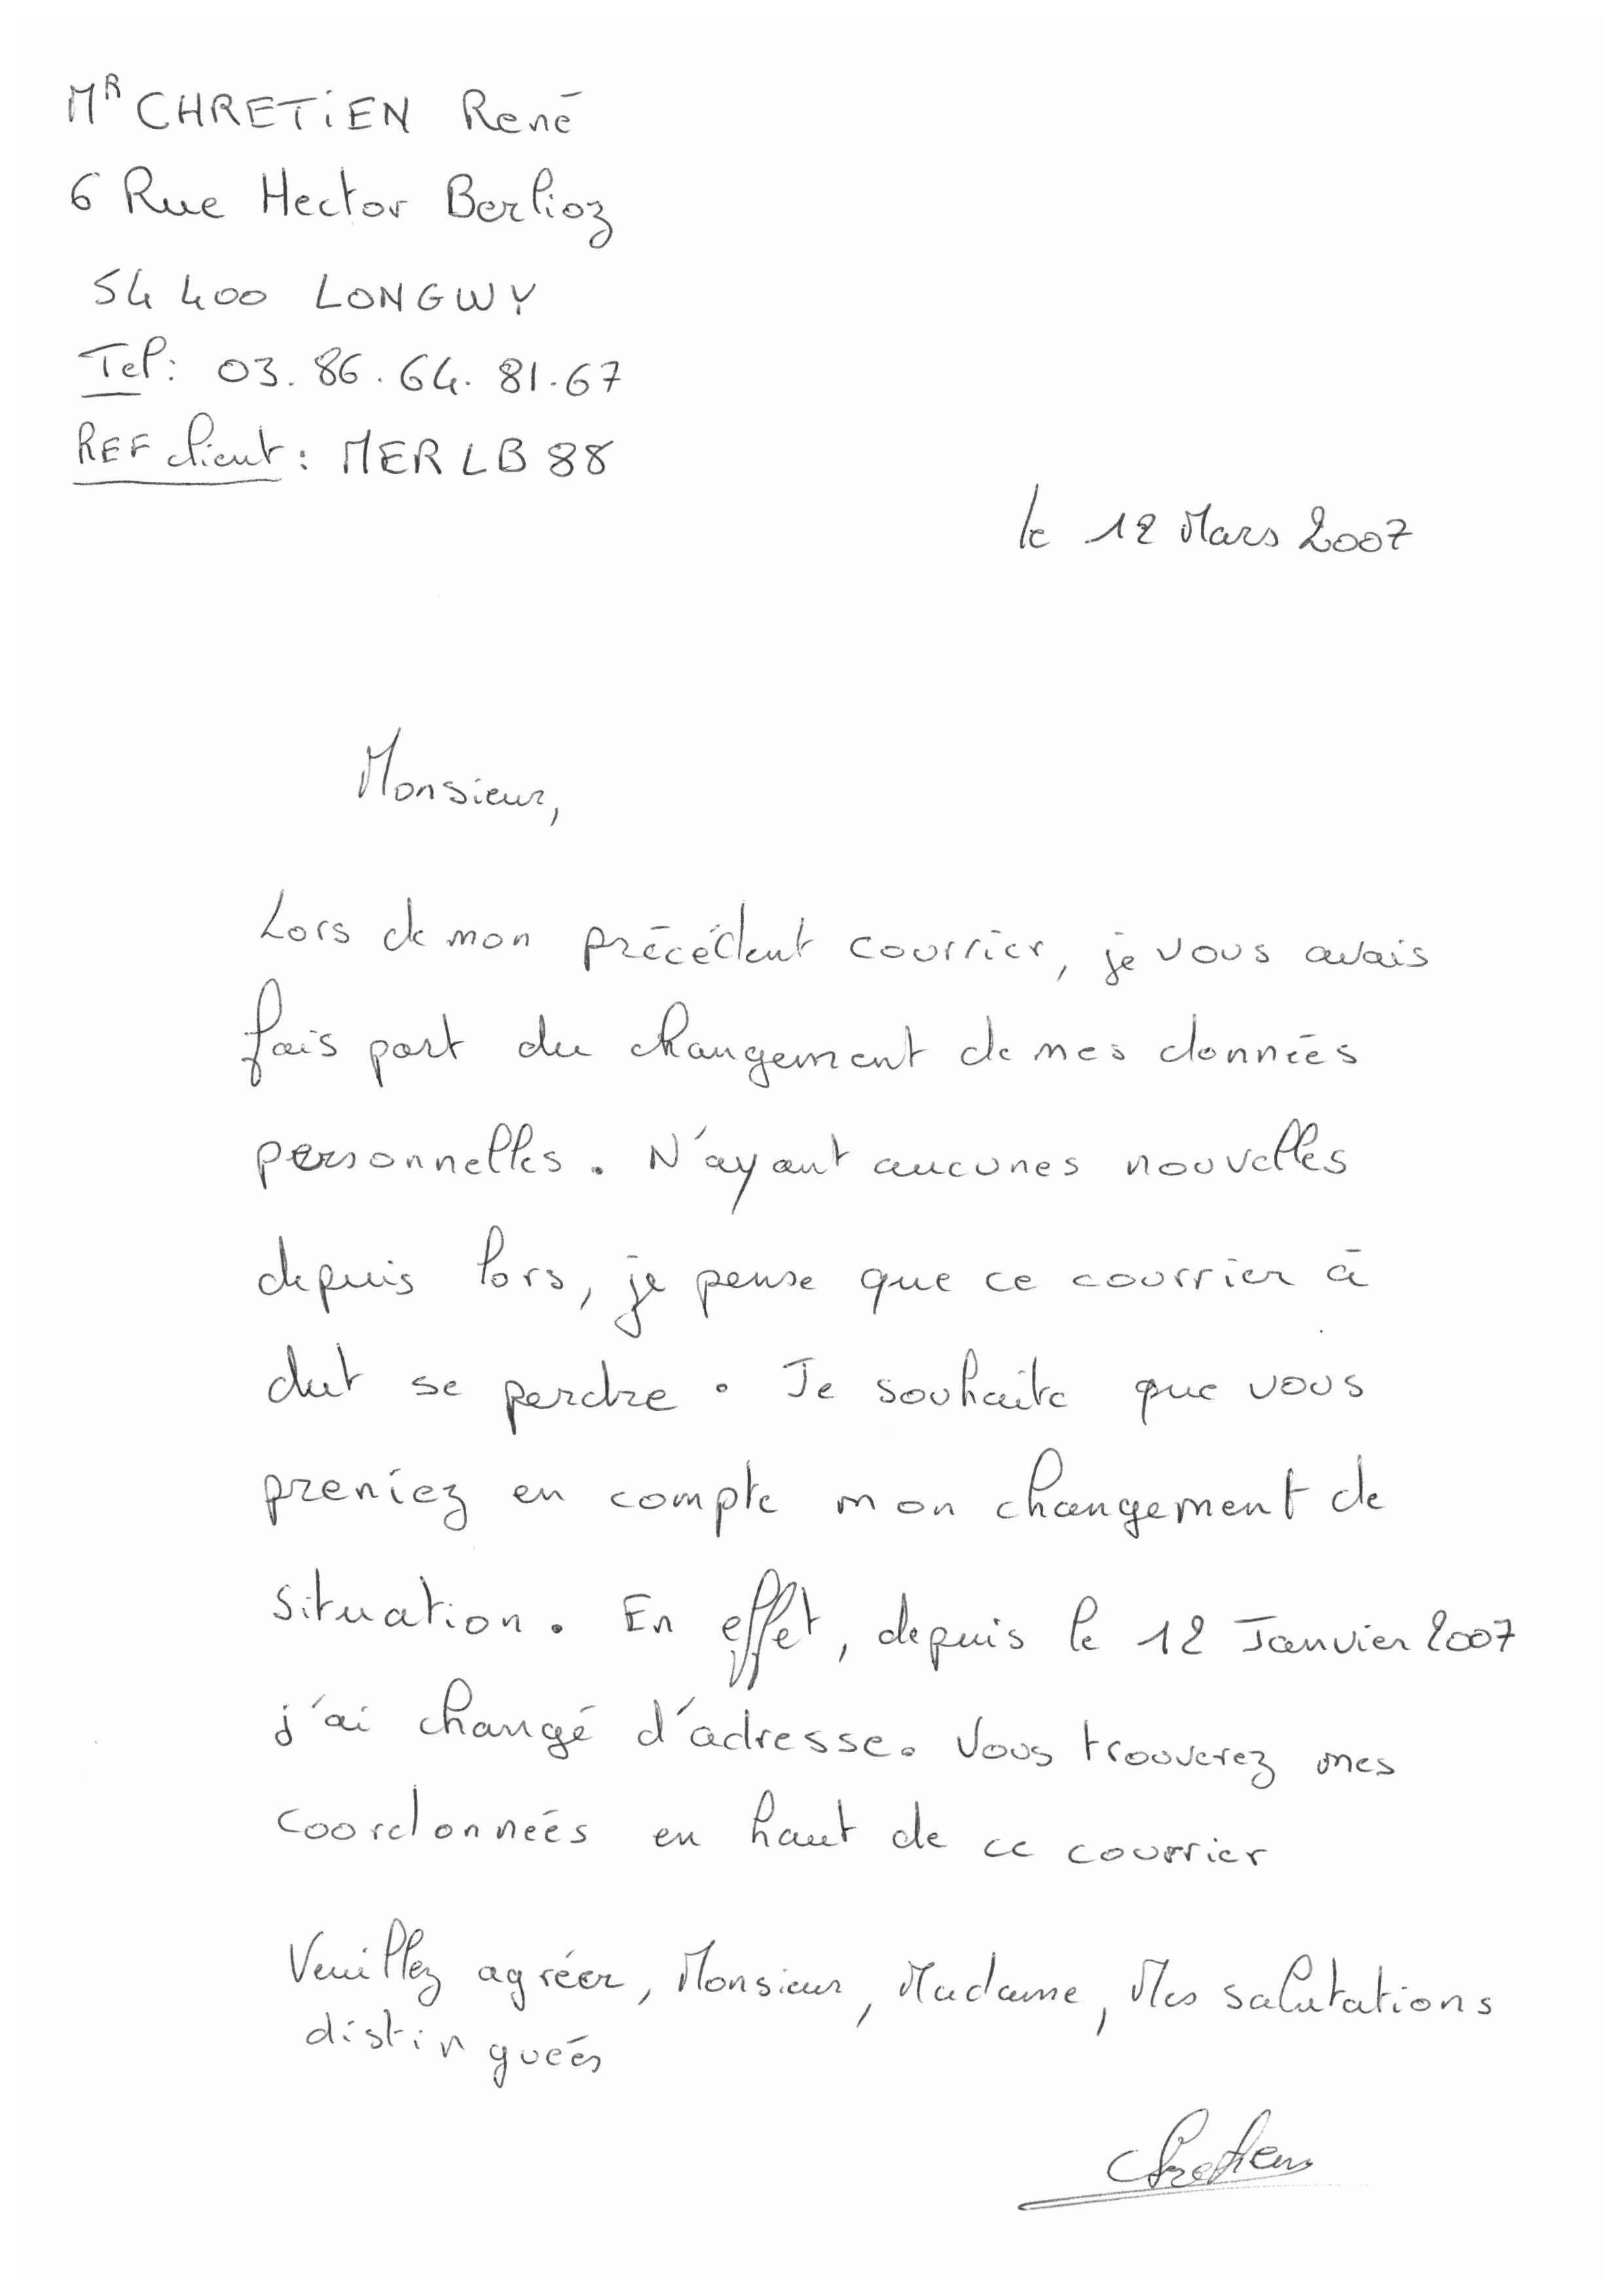 Mr CHRETiEN René
6 Rue Hector Berlioz
54 400 LONGWY
Tel: 03.86.64.81.67
REF client: MERLB88
le 12 Mars 2007
Monsieur,
Lors de mon précédent courrier, je vous avais
fais part du changement de mes données
personnelles. N'ayant aucunes nouvelles
depuis lors, je pense que ce courrier à
dut se perdre. Je souhaite que vous
preniez en compte mon changement de
situation. En effet, depuis le 12 Janvier 2007
j'ai changé d'adresse. Vous trouverez mes
coordonnées en haut de ce courrier
Veuillez agréer, Monsieur, Madame, Mes salutations
distinguées
Chretien